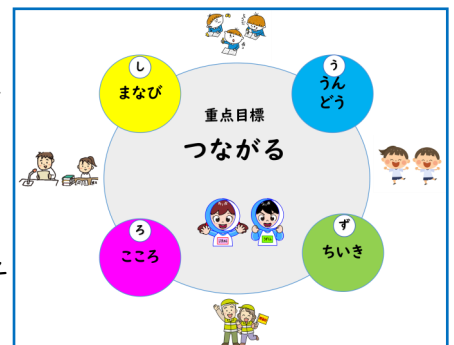 し
まなび
う
うん
どう
重点目標
つながる
ろ
こころ
ず
ちいき